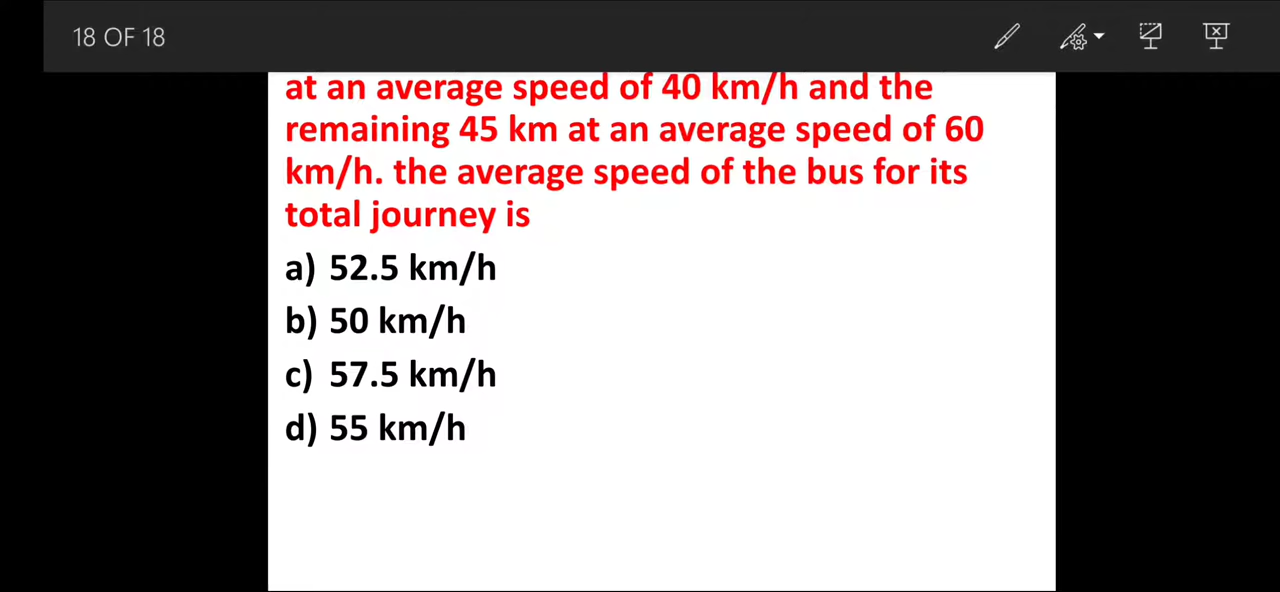 18 OF 18
at an average speed of 40 km/h and the
remaining 45 km at an average speed of 60
km/h. the average speed of the bus for its
total journey is
a) 52.5 km/h
b) 50 km/h
c) 57.5 km/h
d) 55 km/h